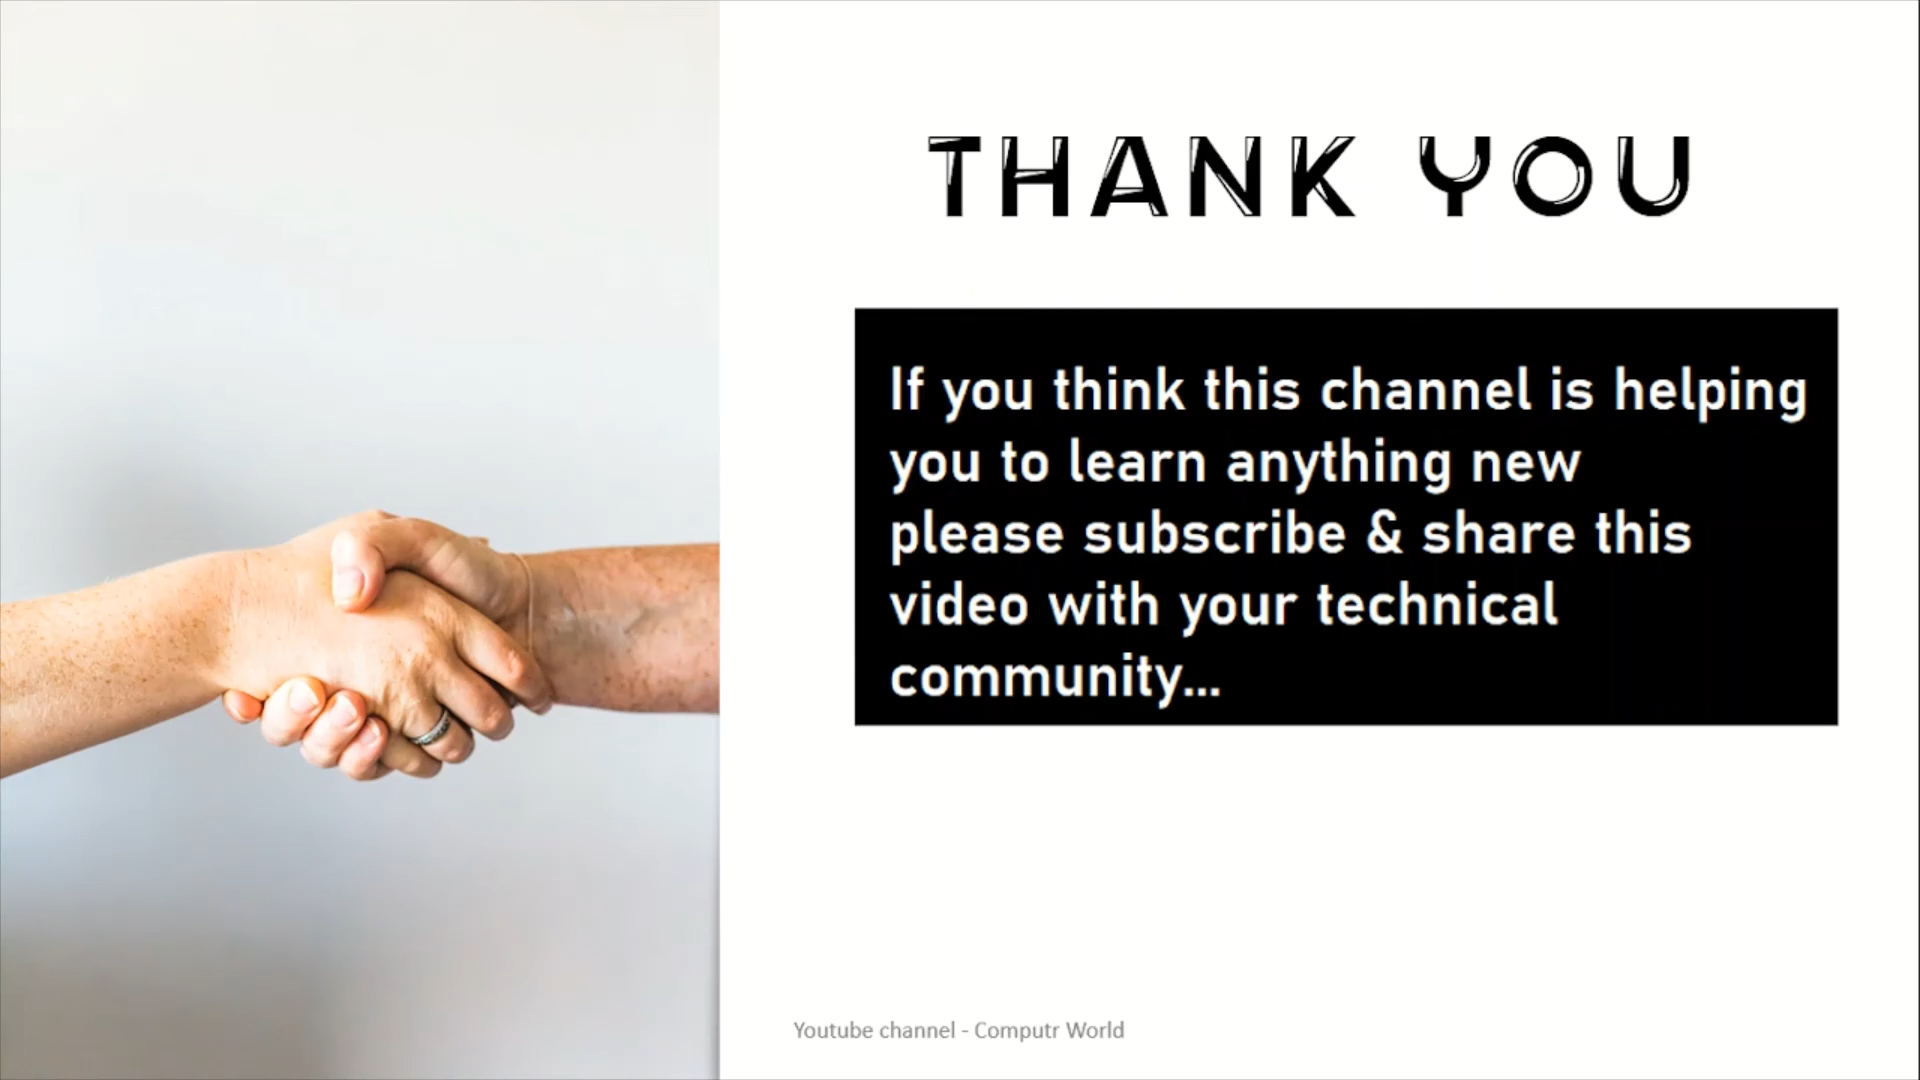 THANK YOU
If you think this channel is helping
you to learn anything new
please subscribe & share this
video with your technical
community...
Youtube channel - Computr World